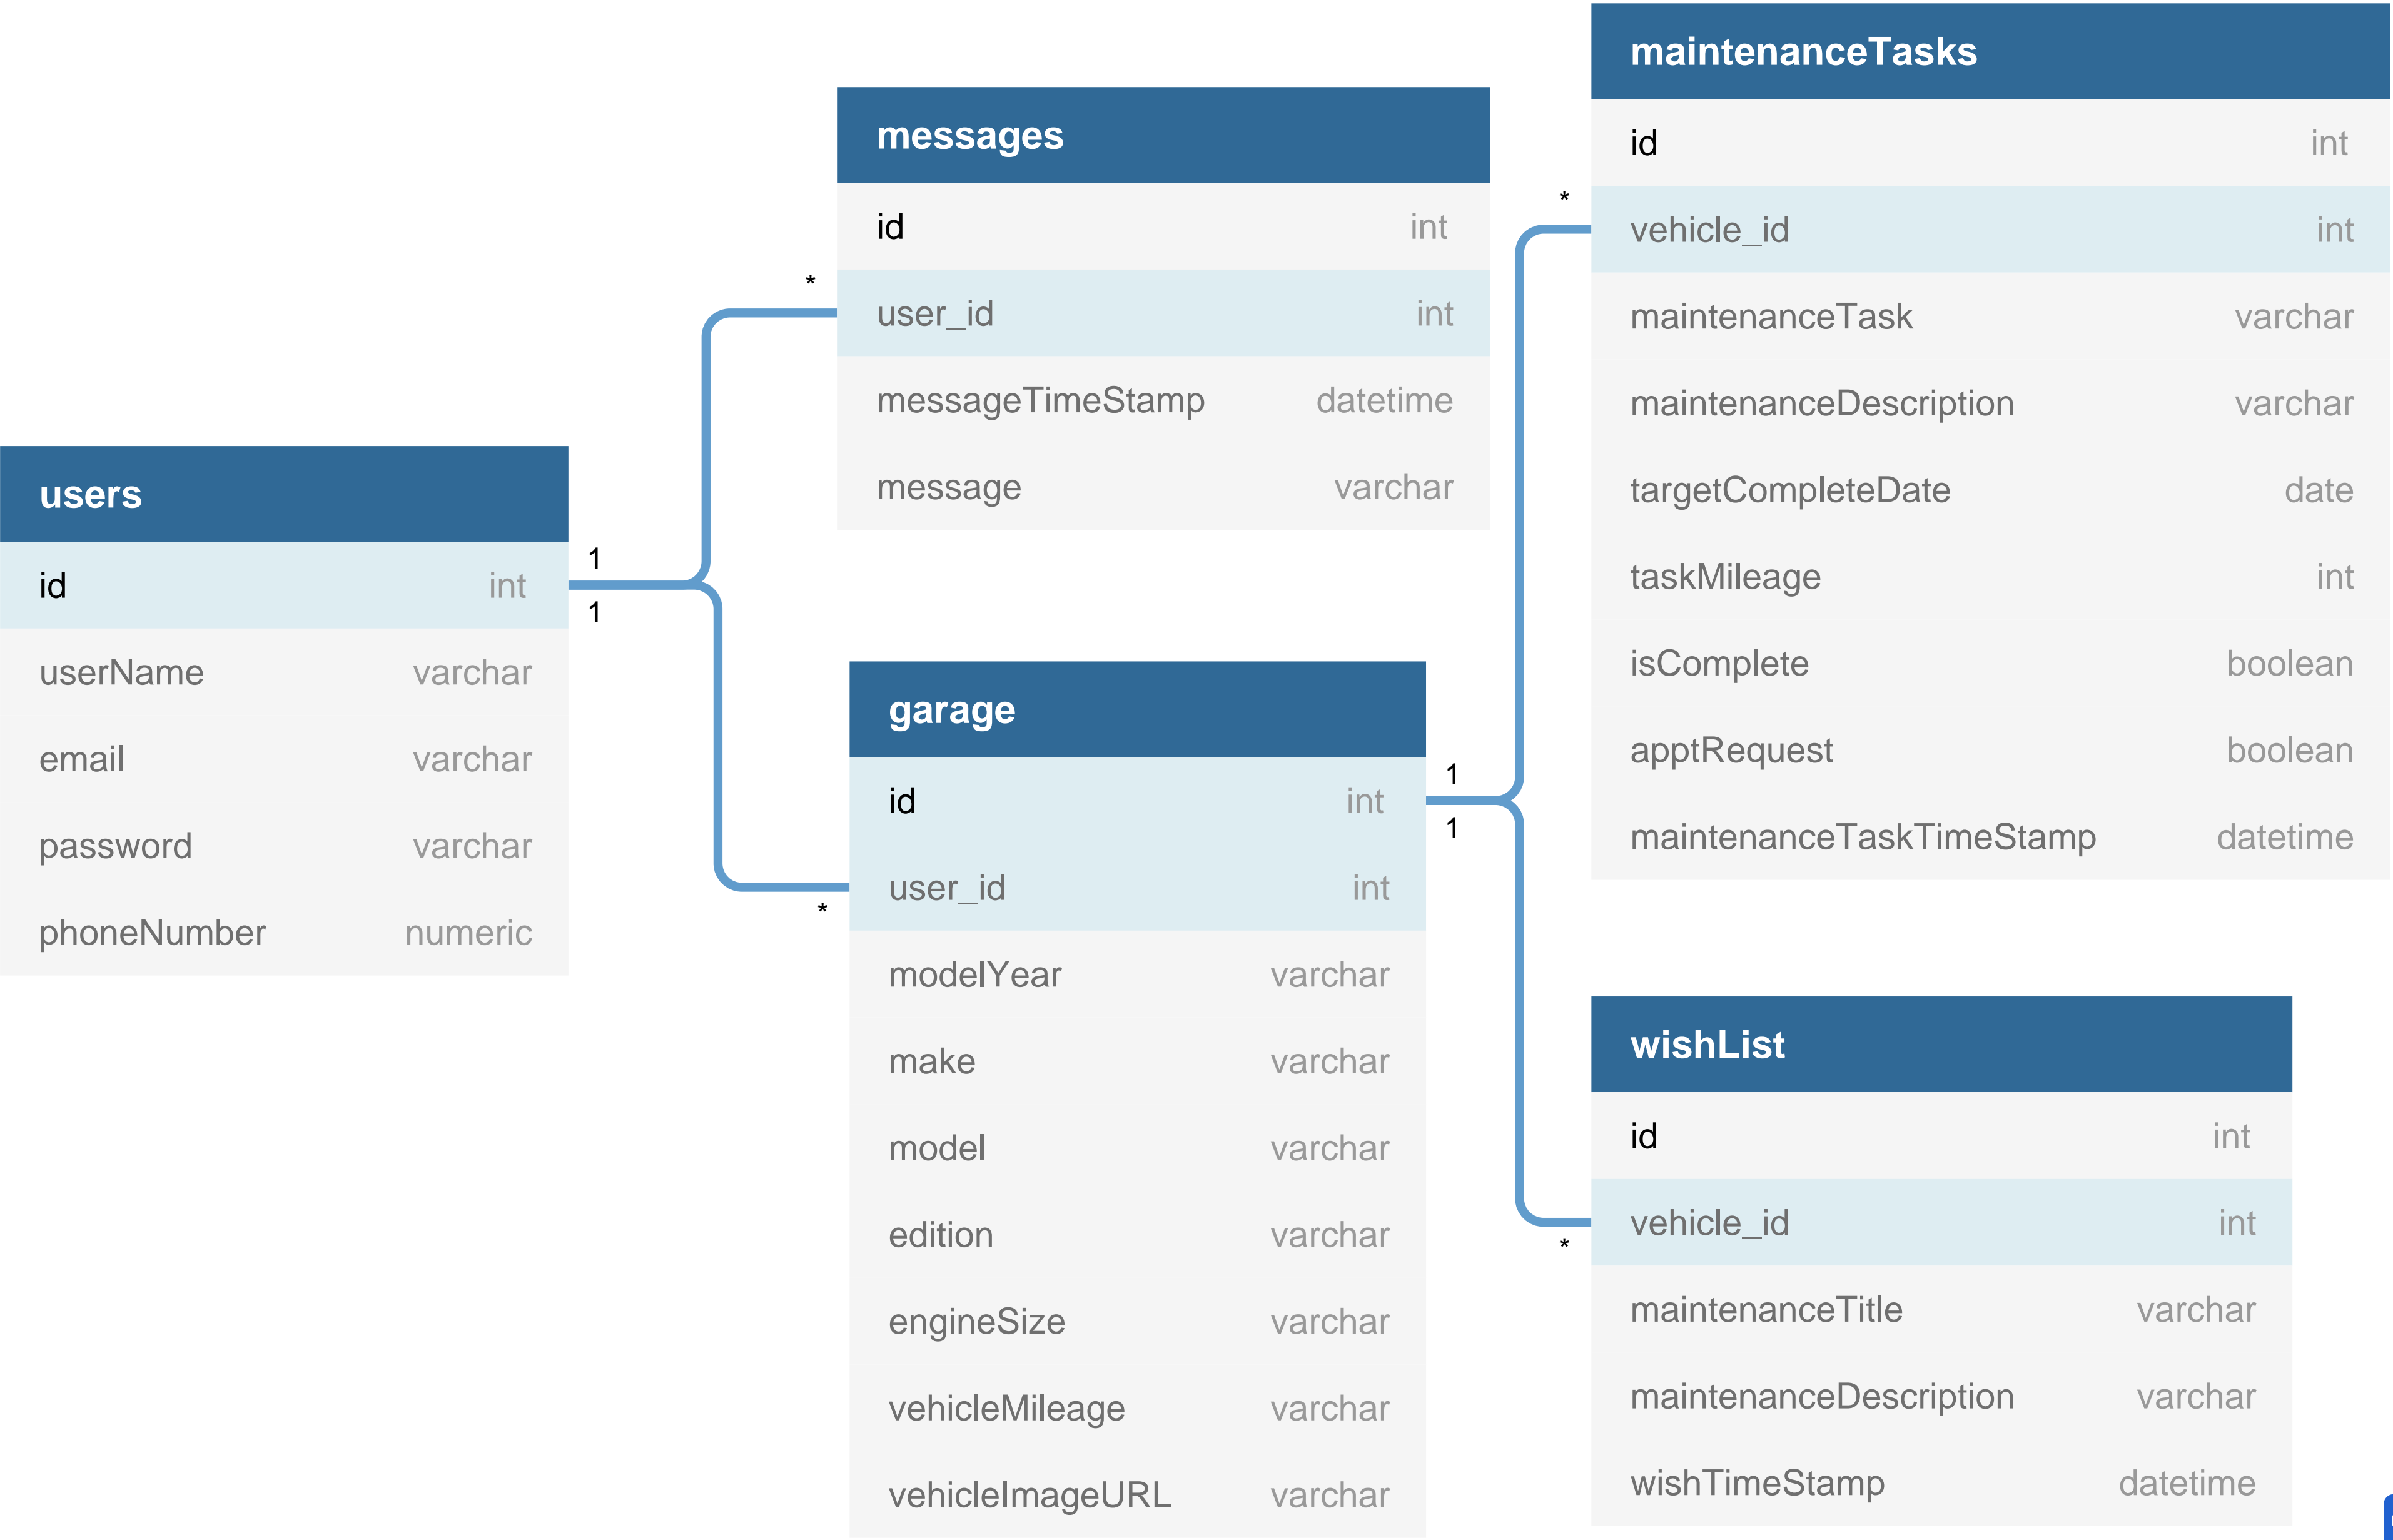 users
id int
userName varchar
email varchar
password varchar
phoneNumber numeric
1
1
*
*
messages
id int
user_id int
messageTimeStamp datetime
message varchar
garage
id int
user_id int
modelYear varchar
make varchar
model varchar
edition varchar
engineSize varchar
vehicleMileage varchar
vehicleImageURL varchar
1
1
*
*
maintenanceTasks
id int
vehicle_id int
maintenanceTask varchar
maintenanceDescription varchar
targetCompleteDate date
taskMileage int
isComplete boolean
apptRequest boolean
maintenanceTaskTimeStamp datetime
wishList
id int
vehicle_id int
maintenanceTitle varchar
maintenanceDescription varchar
wishTimeStamp datetime